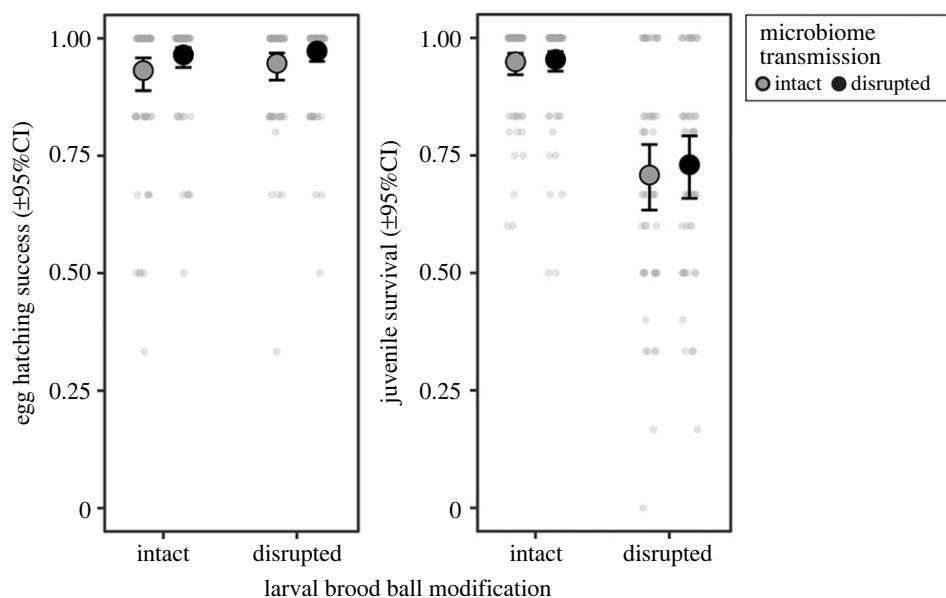 egg hatching success (±95%CI)
1.00
0.75
0.50
0.25
0
intact
disrupted
juvenile survival (±95%CI)
1.00
0.75
0.50
0.25
0
intact
disrupted
larval brood ball modification
microbiome
transmission
intact disrupted